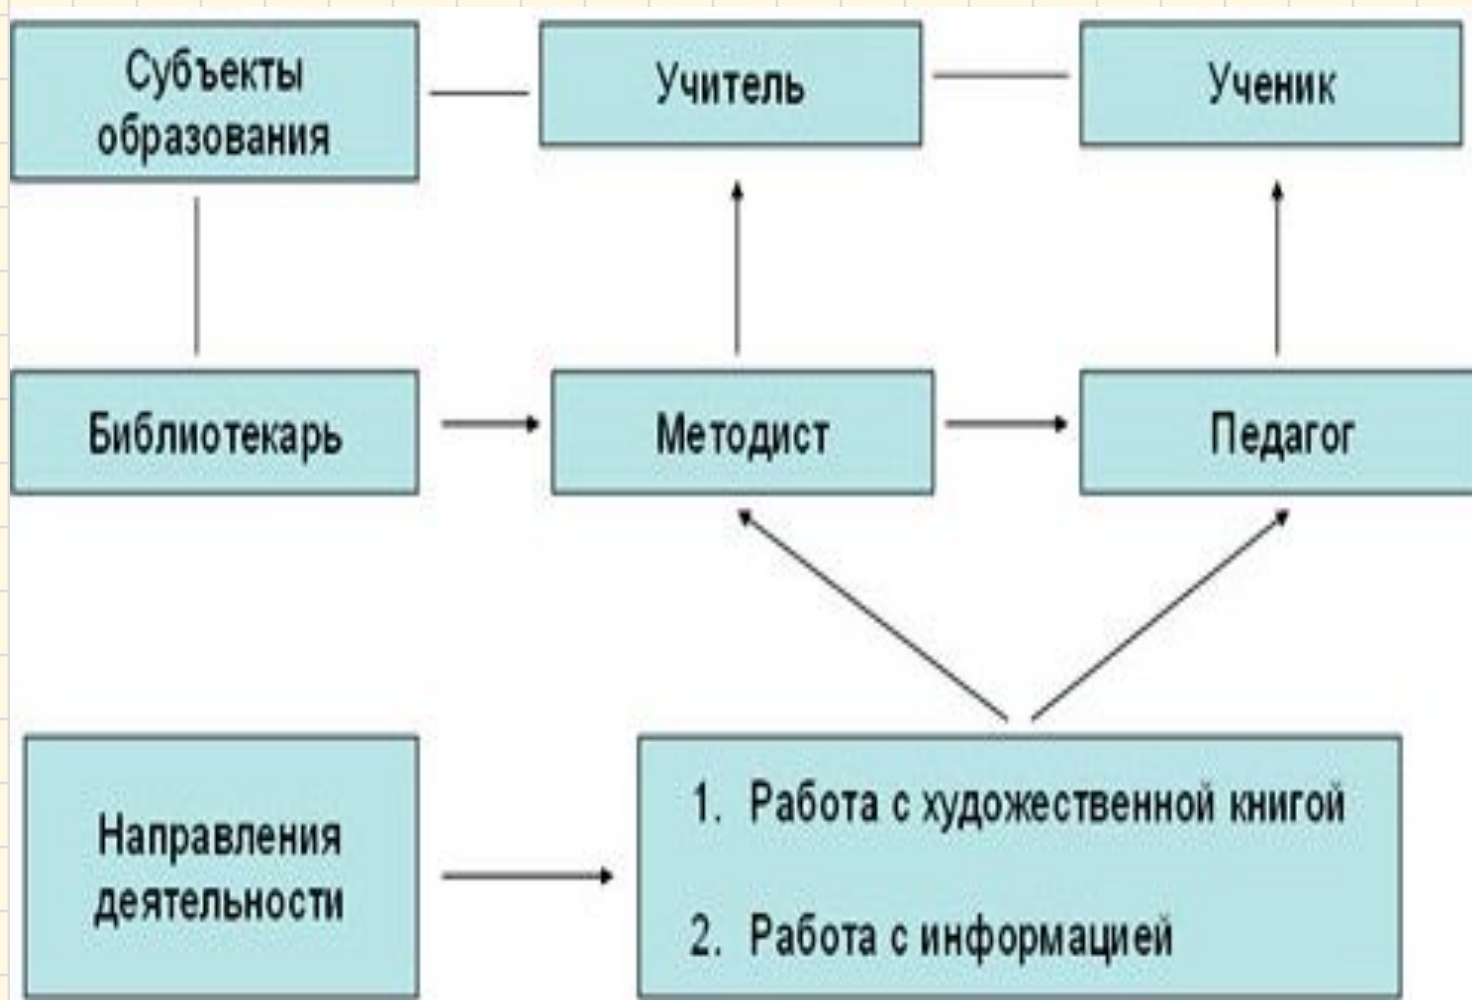 Субъекты
образования
Учитель
Ученик
Библиотекарь
Методист
Педагог
Направления
деятельности
1. Работа с художественной книгой
2. Работа с информацией